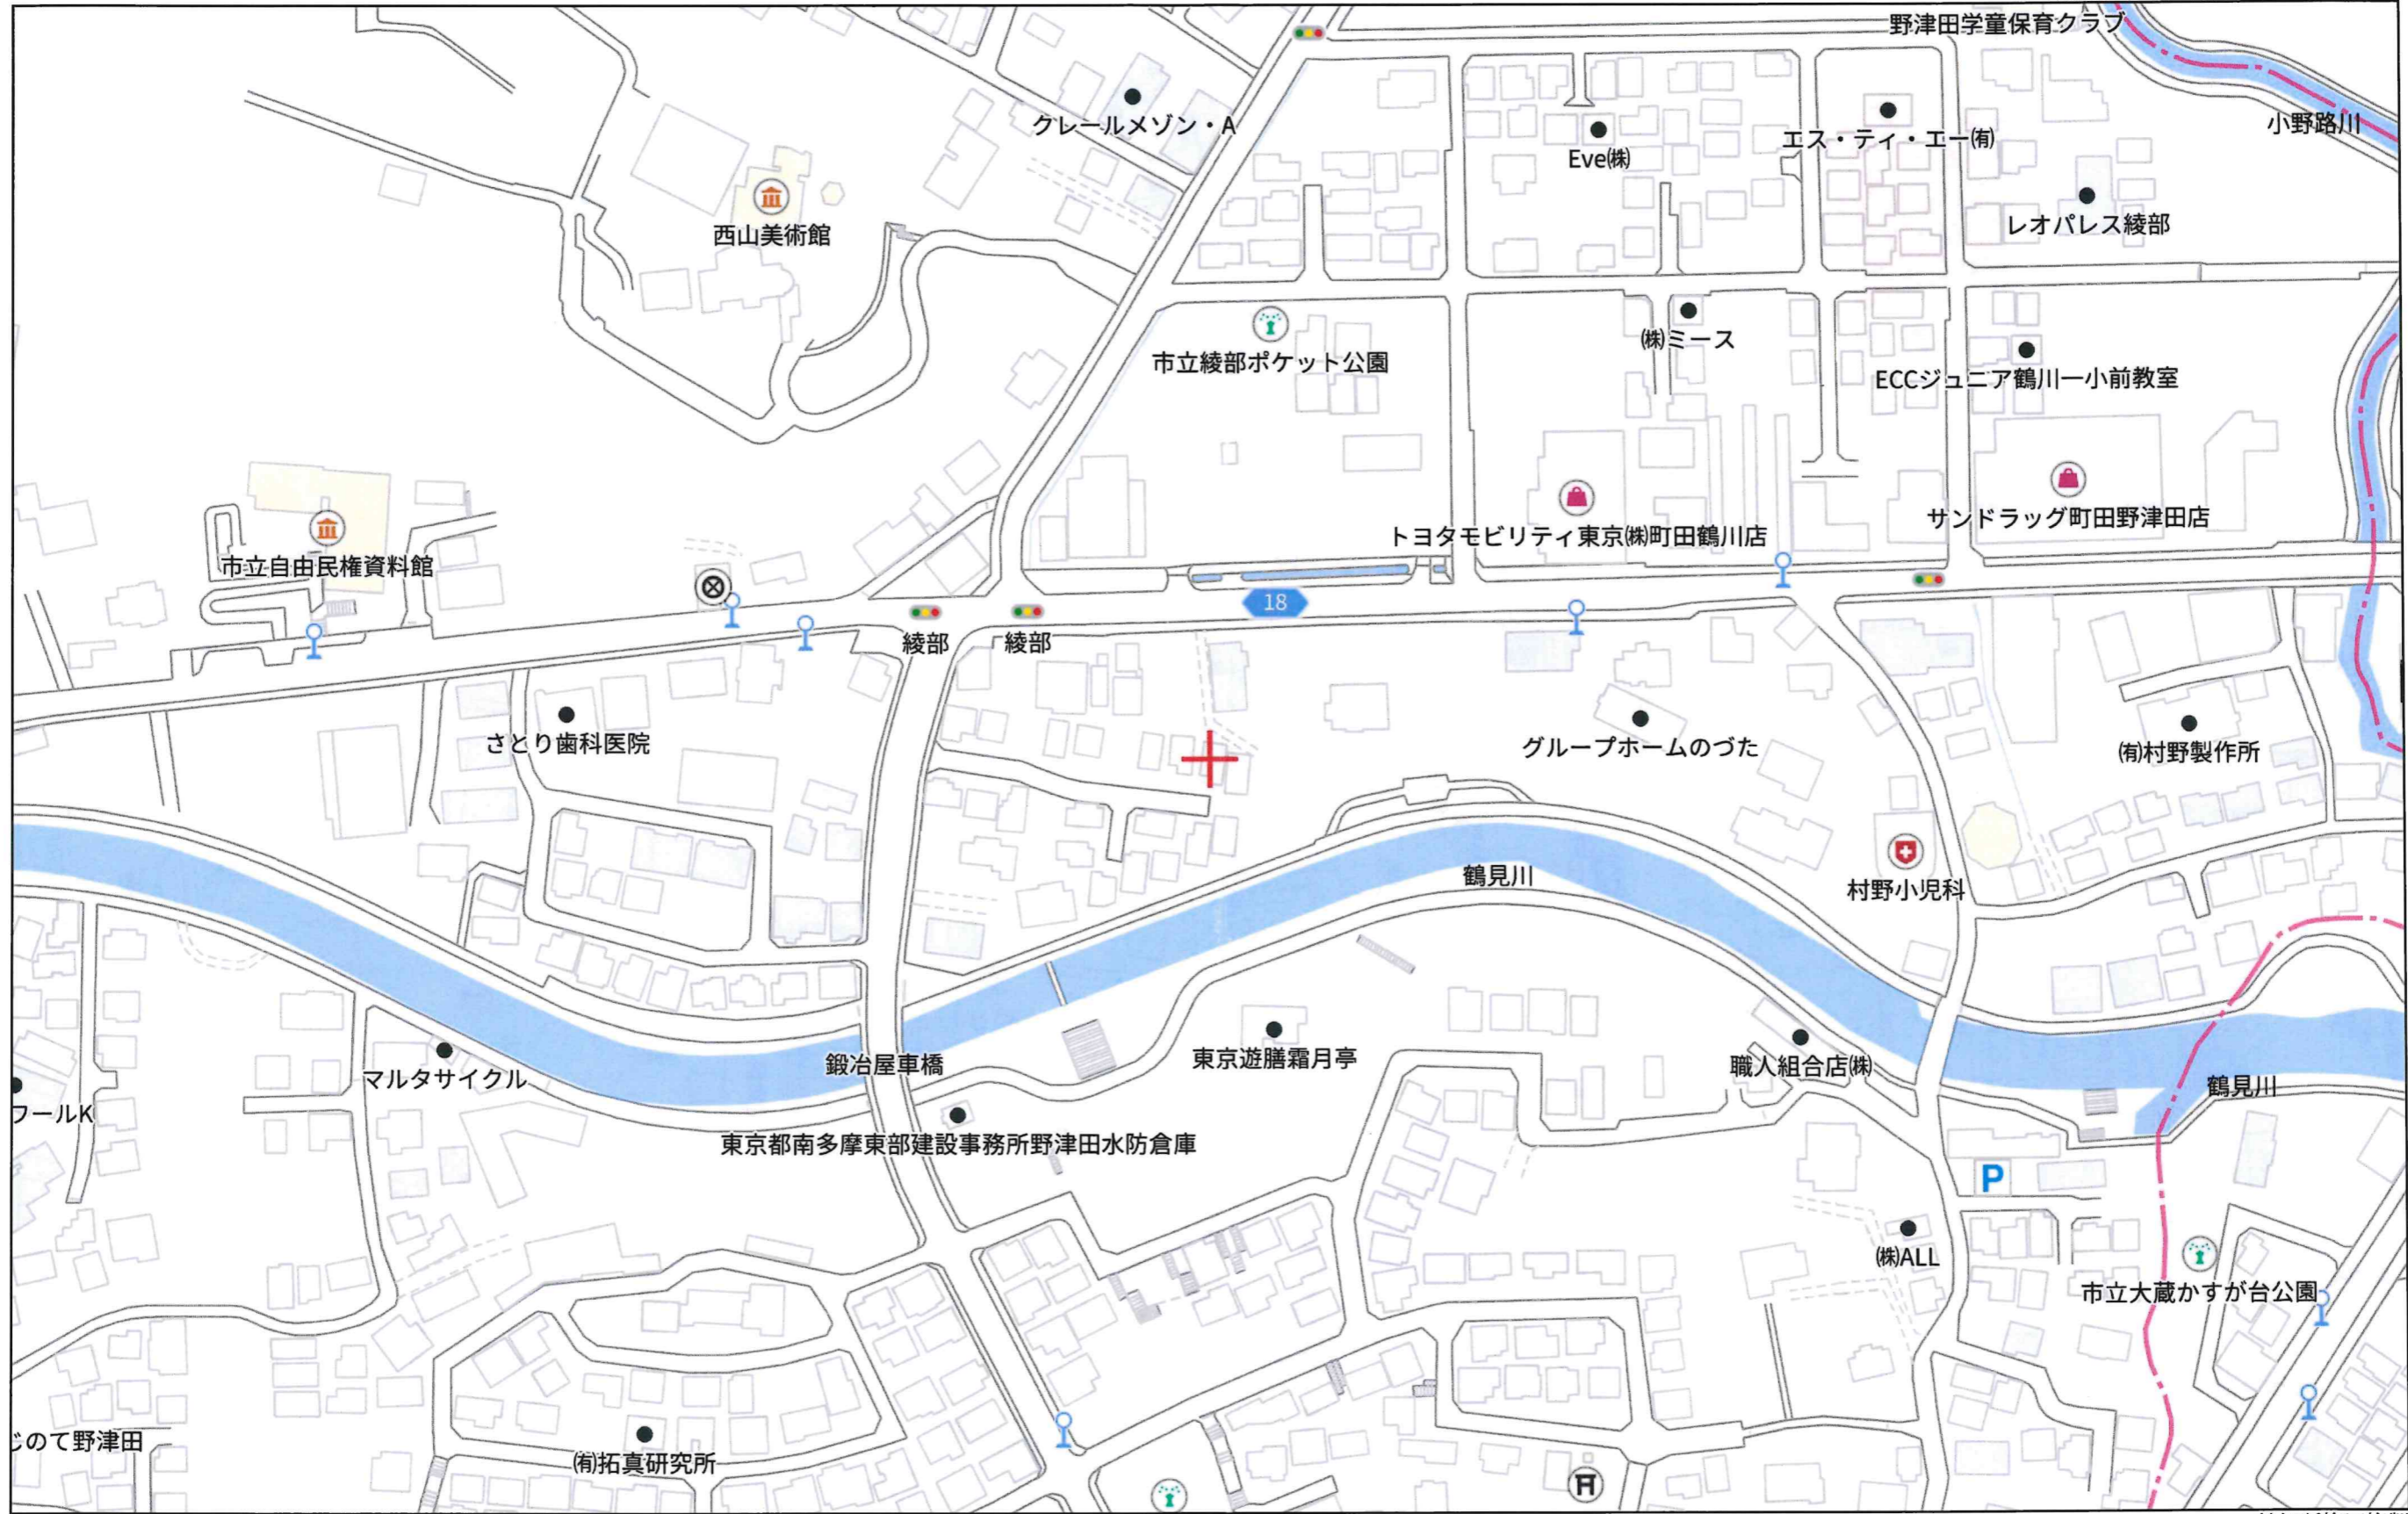 野津田学童保育クラブ
小野路川
クレールメゾン・A
Eve㈱
エス・ティ・エー㈲
レオパレス綾部
西山美術館
市立綾部ポケット公園
㈱ミース
ECCジュニア鶴川一小前教室
トヨタモビリティ東京㈱町田鶴川店
サンドラッグ町田野津田店
市立自由民権資料館
18
綾部
綾部
さとり歯科医院
グループホームのづた
㈲村野製作所
鶴見川
村野小児科
マルタサイクル
鍛冶屋車橋
東京遊膳霜月亭
職人組合店㈱
鶴見川
フールK
東京都南多摩東部建設事務所野津田水防倉庫
P
㈱ALL
市立大蔵かすが台公園
じのて野津田
㈲拓真研究所